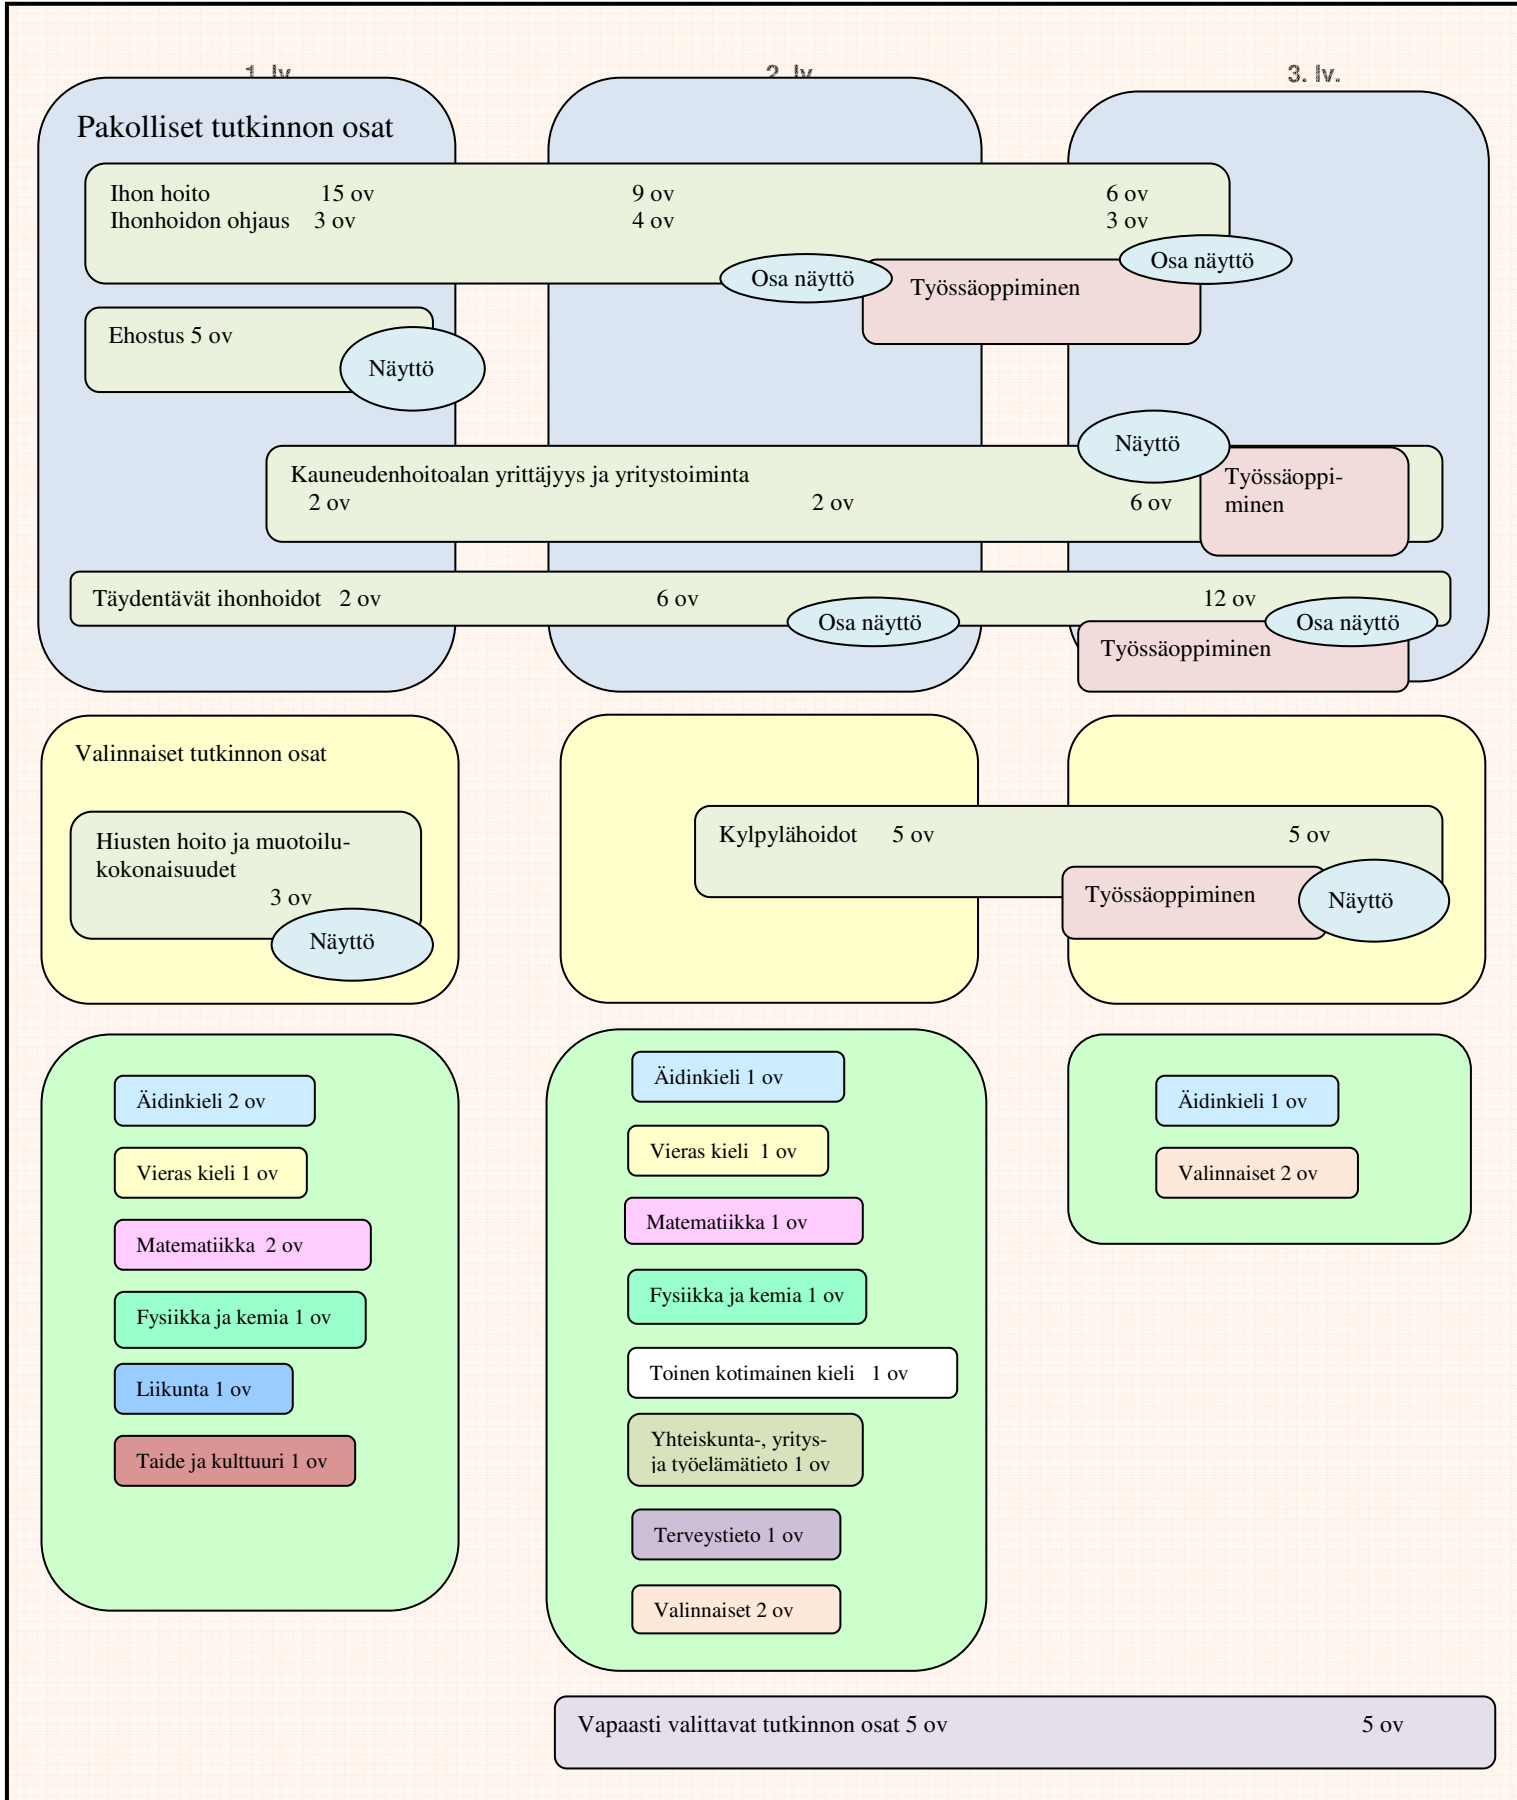 1. lv. 2. lv. 3. lv.
Pakolliset tutkinnon osat
Ihon hoito 15 ov 9 ov 6 ov
Ihonhoidon ohjaus 3 ov 4 ov 3 ov
Osa näyttö
Työssäoppiminen
Osa näyttö
Ehostus 5 ov
Näyttö
Näyttö
Kauneudenhoitoalan yrittäjyys ja yritystoiminta
2 ov 2 ov 6 ov
Työssäoppi-
minen
Täydentävät ihonhoidot 2 ov 6 ov 12 ov
Osa näyttö
Osa näyttö
Työssäoppiminen
Valinnaiset tutkinnon osat
Hiusten hoito ja muotoilu-
kokonaisuudet
3 ov
Näyttö
Kylpylähoidot 5 ov 5 ov
Työssäoppiminen
Näyttö
Äidinkieli 2 ov
Vieras kieli 1 ov
Matematiikka 2 ov
Fysiikka ja kemia 1 ov
Liikunta 1 ov
Taide ja kulttuuri 1 ov
Äidinkieli 1 ov
Vieras kieli 1 ov
Matematiikka 1 ov
Fysiikka ja kemia 1 ov
Toinen kotimainen kieli 1 ov
Yhteiskunta-, yritys-
ja työelämätieto 1 ov
Terveystieto 1 ov
Valinnaiset 2 ov
Äidinkieli 1 ov
Valinnaiset 2 ov
Vapaasti valittavat tutkinnon osat 5 ov 5 ov